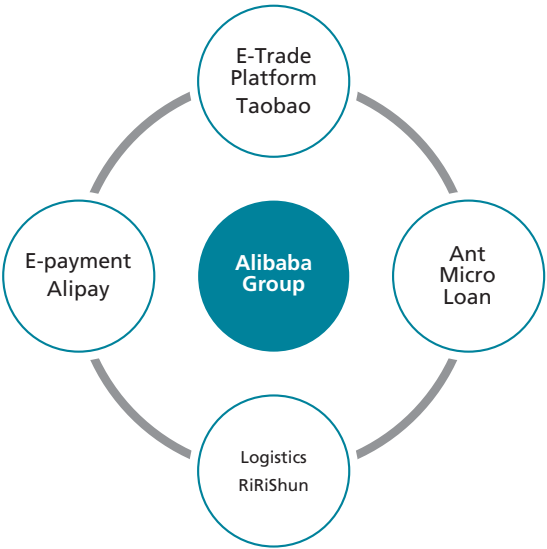 E-Trade
Platform
Taobao
E-payment
Alipay
Alibaba
Group
Ant
Micro
Loan
Logistics
RiRiShun